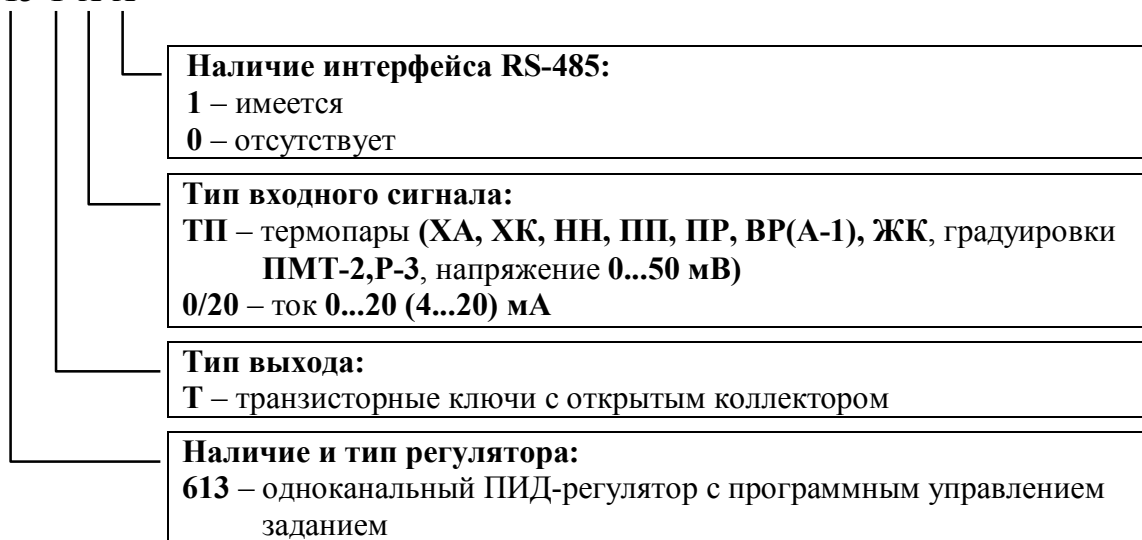 Наличие интерфейса RS-485:
1 – имеется
0 – отсутствует
Тип входного сигнала:
ТП – термопары (ХА, ХК, НН, ПП, ПР, ВР(А-1), ЖК, градуировки
ПМТ-2,Р-3, напряжение 0...50 мВ)
0/20 – ток 0...20 (4...20) мА
Тип выхода:
Т – транзисторные ключи с открытым коллектором
Наличие и тип регулятора:
613 – одноканальный ПИД-регулятор с программным управлением
заданием